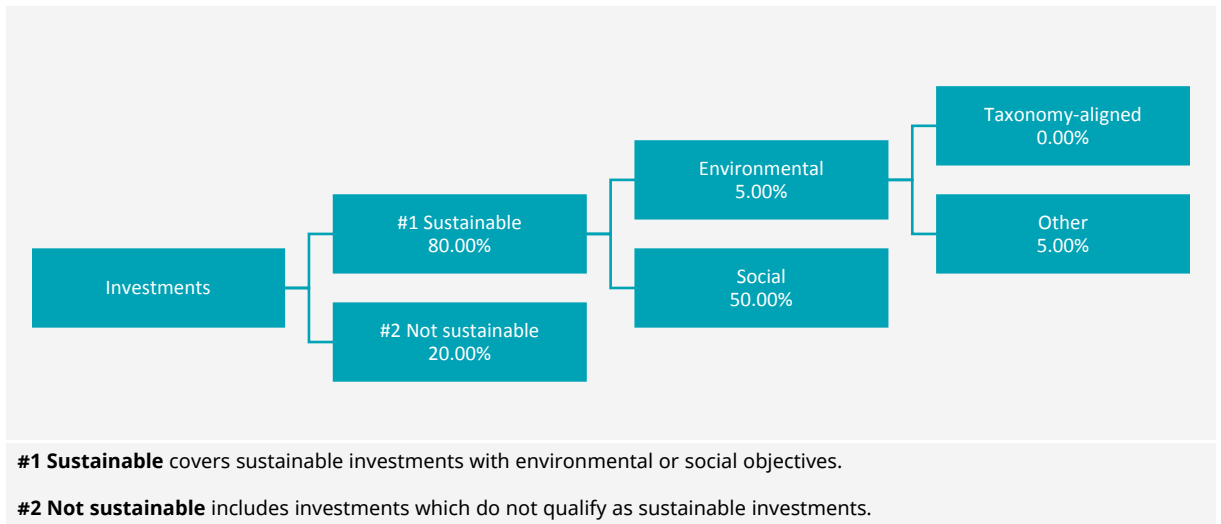 Investments
#1 Sustainable
80.00%
#2 Not sustainable
20.00%
Environmental
5.00%
Social
50.00%
Taxonomy-aligned
0.00%
Other
5.00%
#1 Sustainable covers sustainable investments with environmental or social objectives.
#2 Not sustainable includes investments which do not qualify as sustainable investments.